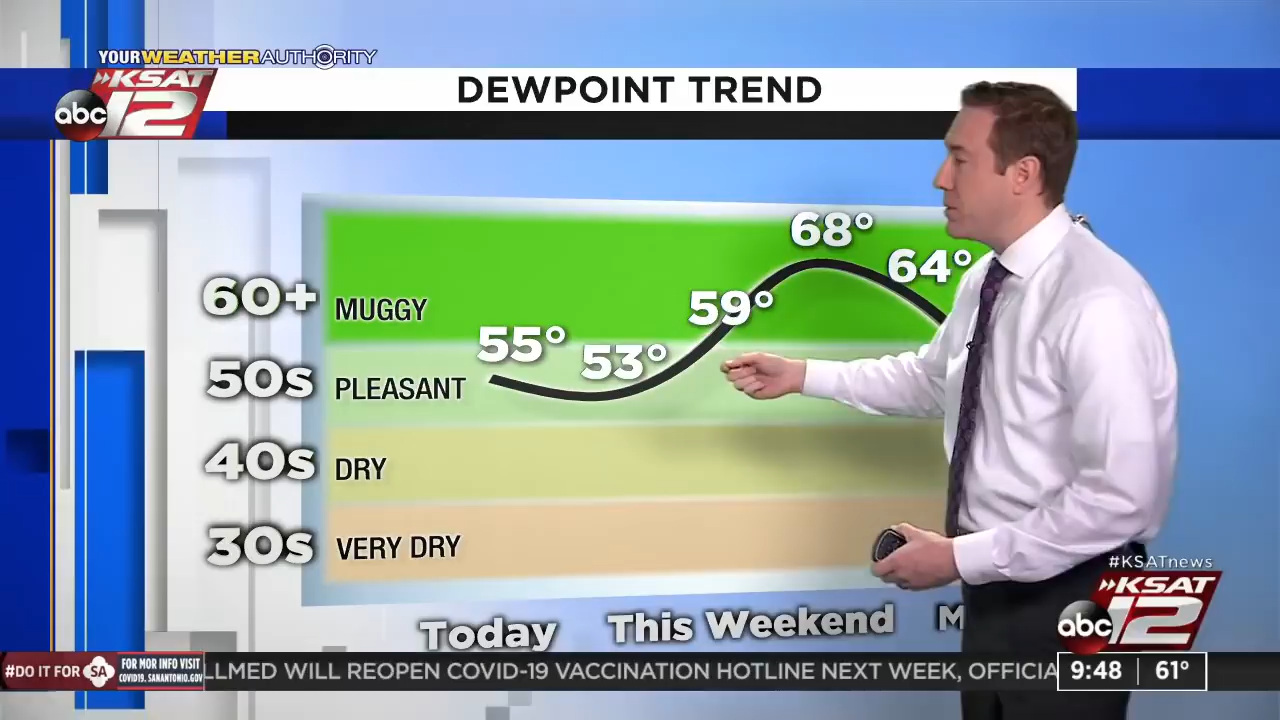 YOURWEATHERAUTHORITY
KSAT
abc 12
DEWPOINT TREND
68°
64°
60+ MUGGY
59°
55°
53°
50s PLEASANT
40s DRY
30s VERY DRY
Today This Weekend M
#KSATnews
KSAT
abc 12
#DO IT FOR SA
FOR MOR INFO VISIT
COVID19.SANANTONIO.GOV
LLMED WILL REOPEN COVID-19 VACCINATION HOTLINE NEXT WEEK, OFFICIA
9:48 61°